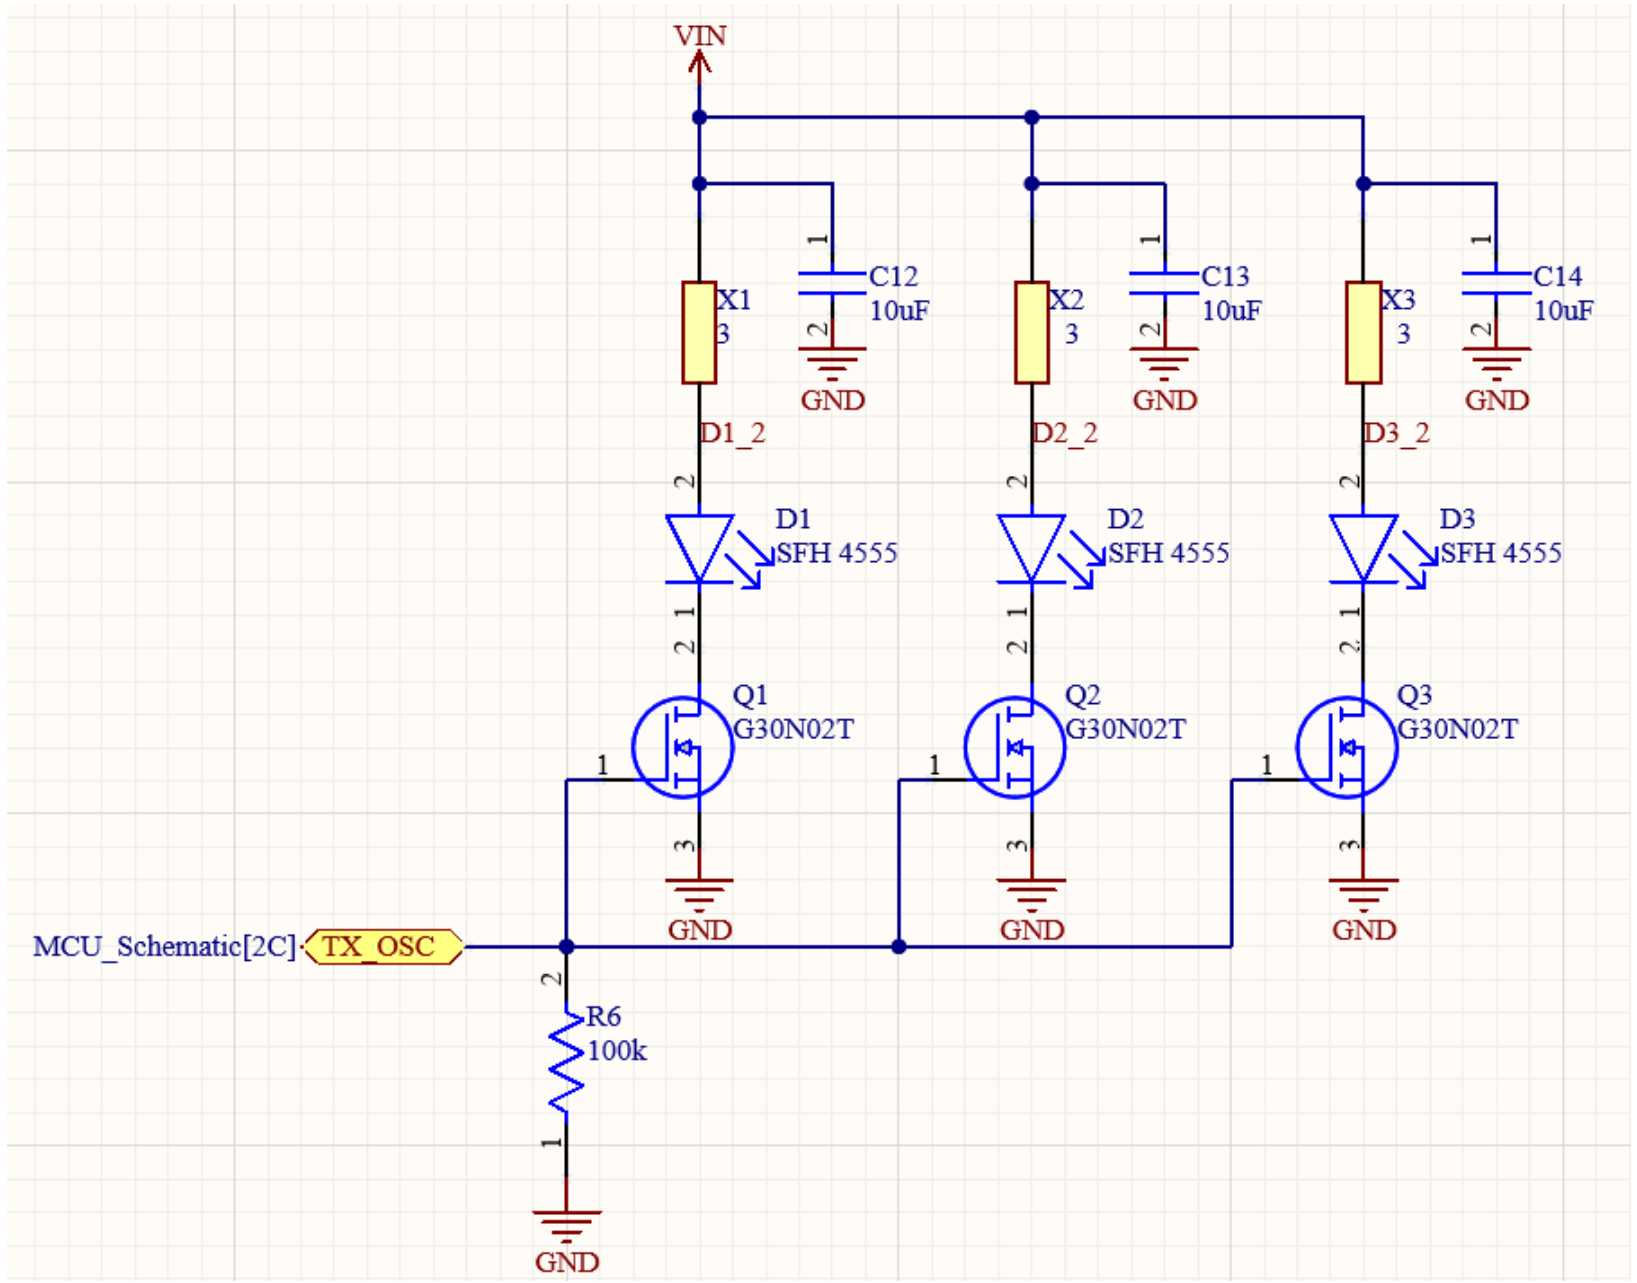 VIN
1
C12
10uF
2
GND
X1
3
1
C13
10uF
2
GND
X2
3
1
C14
10uF
2
GND
X3
3
D1_2
D2_2
D3_2
2
D1
SFH 4555
1
2
D2
SFH 4555
1
2
D3
SFH 4555
1
2
Q1
G30N02T
1
3
GND
2
Q2
G30N02T
1
3
GND
2
Q3
G30N02T
1
3
GND
MCU_Schematic[2C]
TX_OSC
2
R6
100k
1
GND